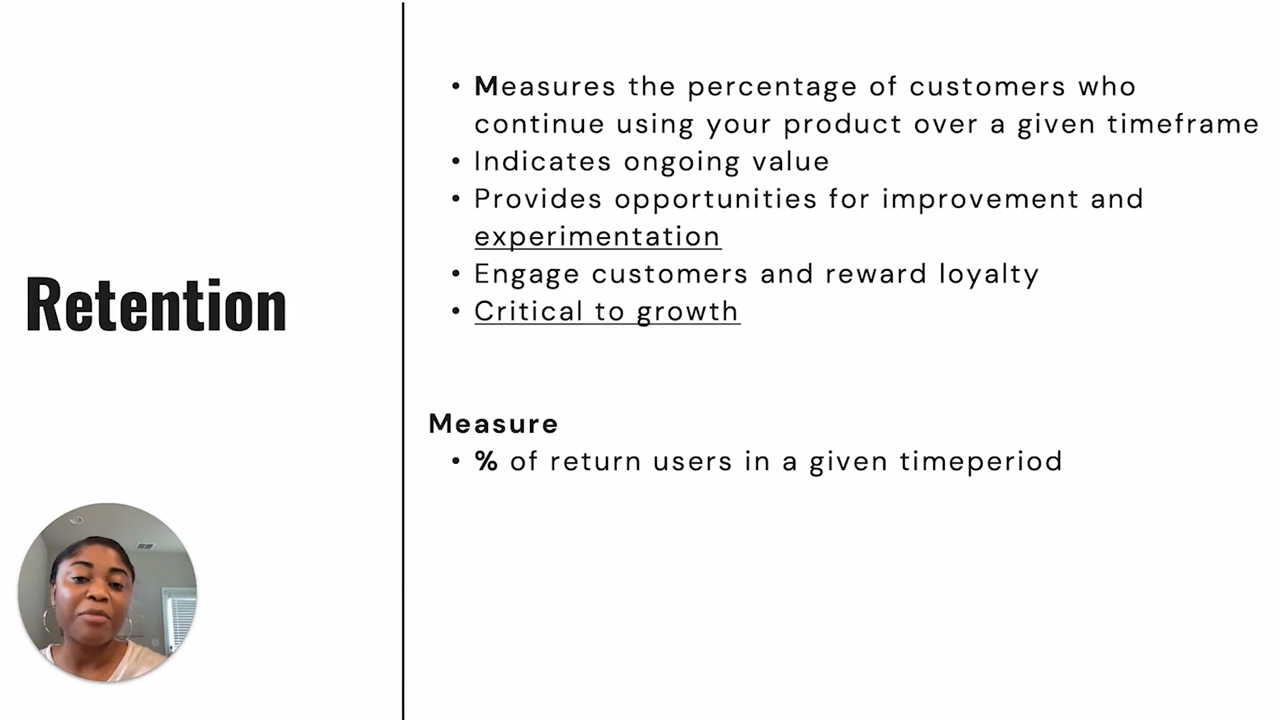 Retention
• Measures the percentage of customers who
continue using your product over a given timeframe
• Indicates ongoing value
• Provides opportunities for improvement and
experimentation
• Engage customers and reward loyalty
• Critical to growth
Measure
• % of return users in a given timeperiod